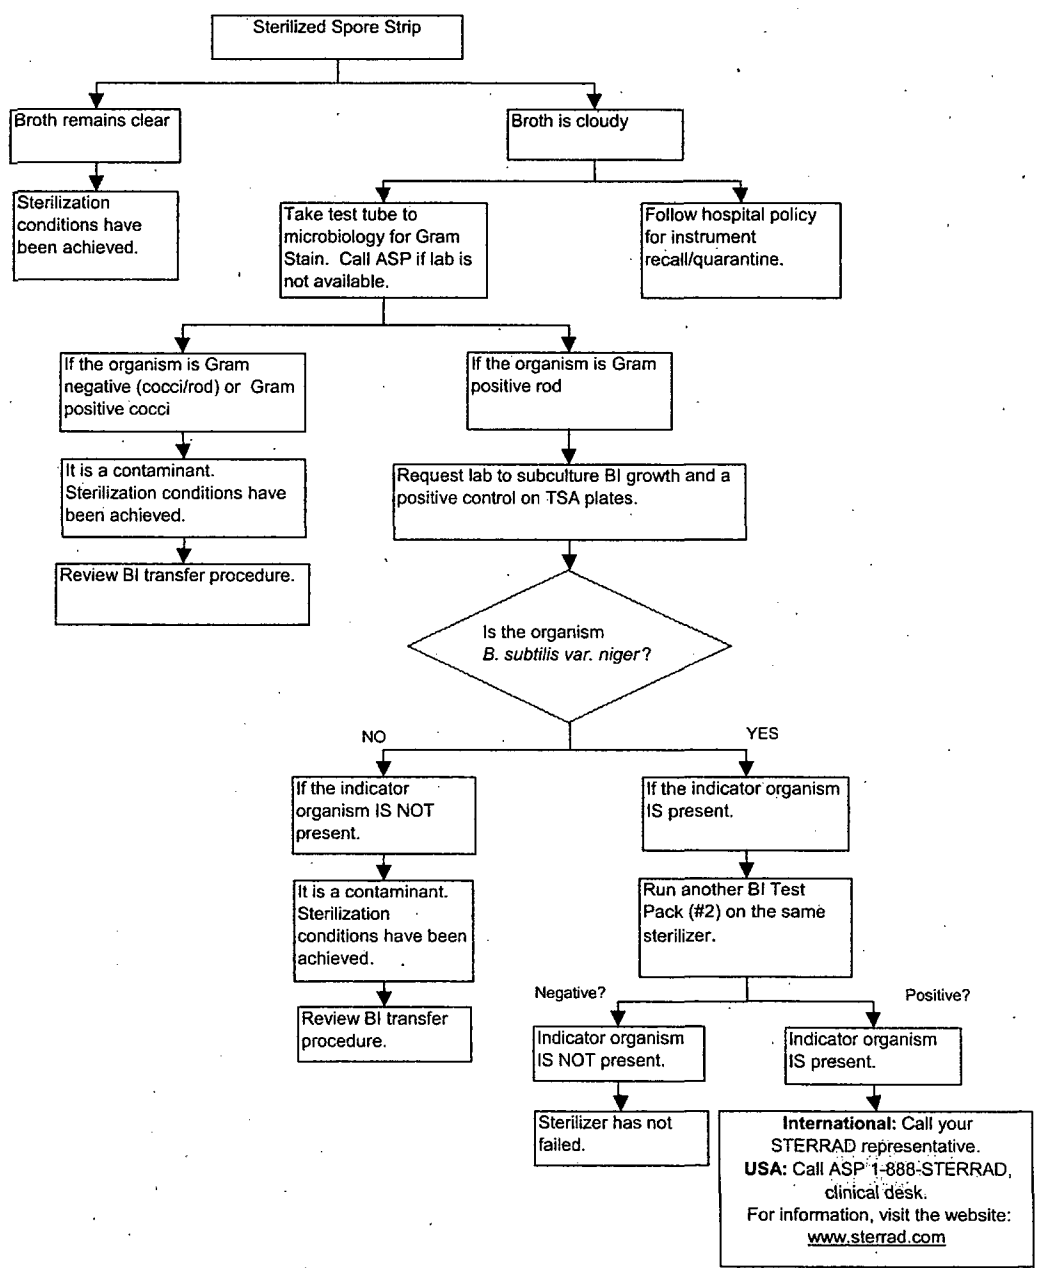 Sterilized Spore Strip
Broth remains clear
Broth is cloudy
Sterilization
conditions have
been achieved.
Take test tube to
microbiology for Gram
Stain. Call ASP if lab is
not available.
Follow hospital policy
for instrument
recall/quarantine.
If the organism is Gram
negative (cocci/rod) or Gram
positive cocci
If the organism is Gram
positive rod
It is a contaminant.
Sterilization conditions have
been achieved.
Request lab to subculture BI growth and a
positive control on TSA plates.
Review BI transfer procedure.
Is the organism
B. subtilis var. niger?
NO
YES
If the indicator
organism IS NOT
present.
If the indicator organism
IS present.
It is a contaminant.
Sterilization
conditions have been
achieved.
Run another BI Test
Pack (#2) on the same
sterilizer.
Review BI transfer
procedure.
Negative?
Positive?
Indicator organism
IS NOT present.
Indicator organism
IS present.
Sterilizer has not
failed.
International: Call your
STERRAD representative.
USA: Call ASP 1-888-STERRAD,
clinical desk.
For information, visit the website:
www.sterrad.com